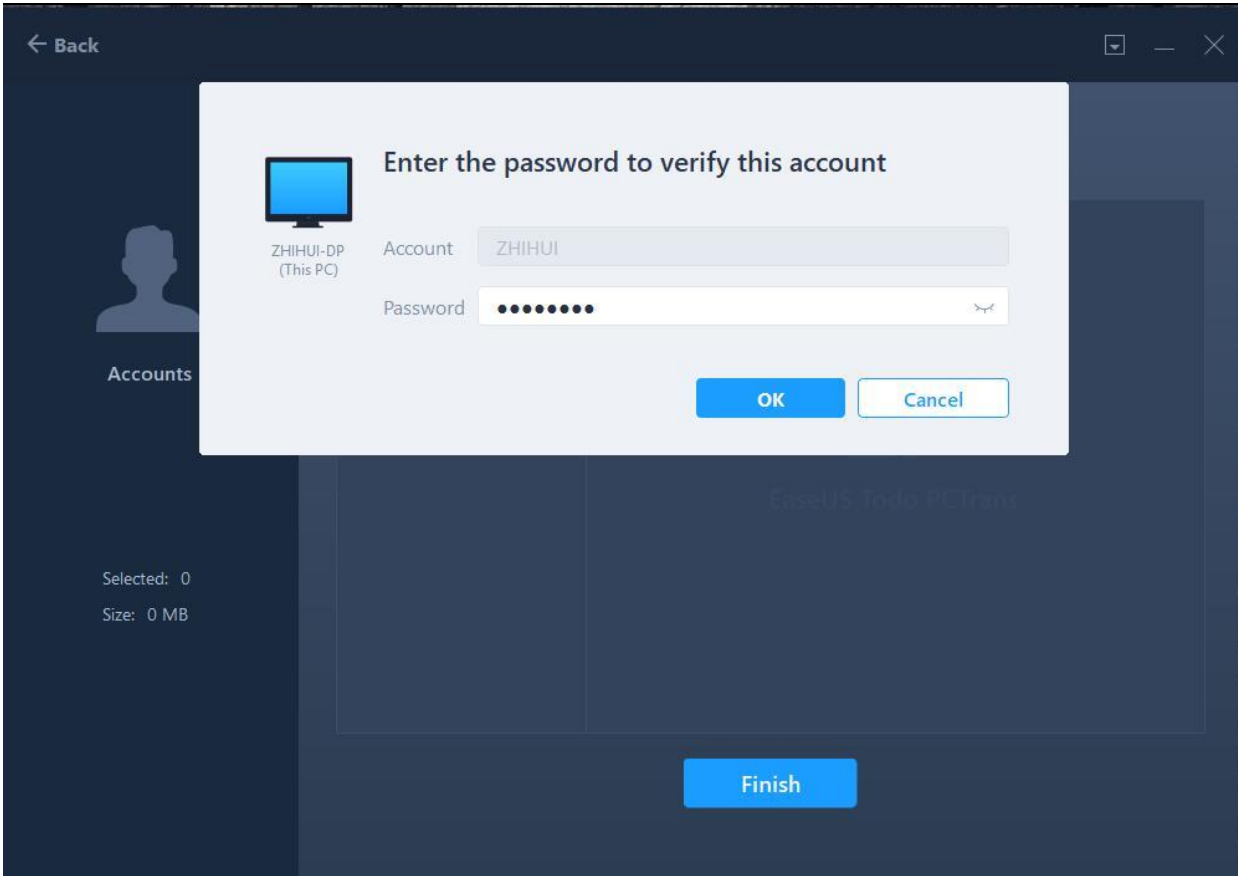 Back
Enter the password to verify this account
ZHIHUI-DP
(This PC)
Account ZHIHUI
Password ●●●●●●●●
Accounts
OK Cancel
EaseUS Todo PCTrans
Selected: 0
Size: 0 MB
Finish